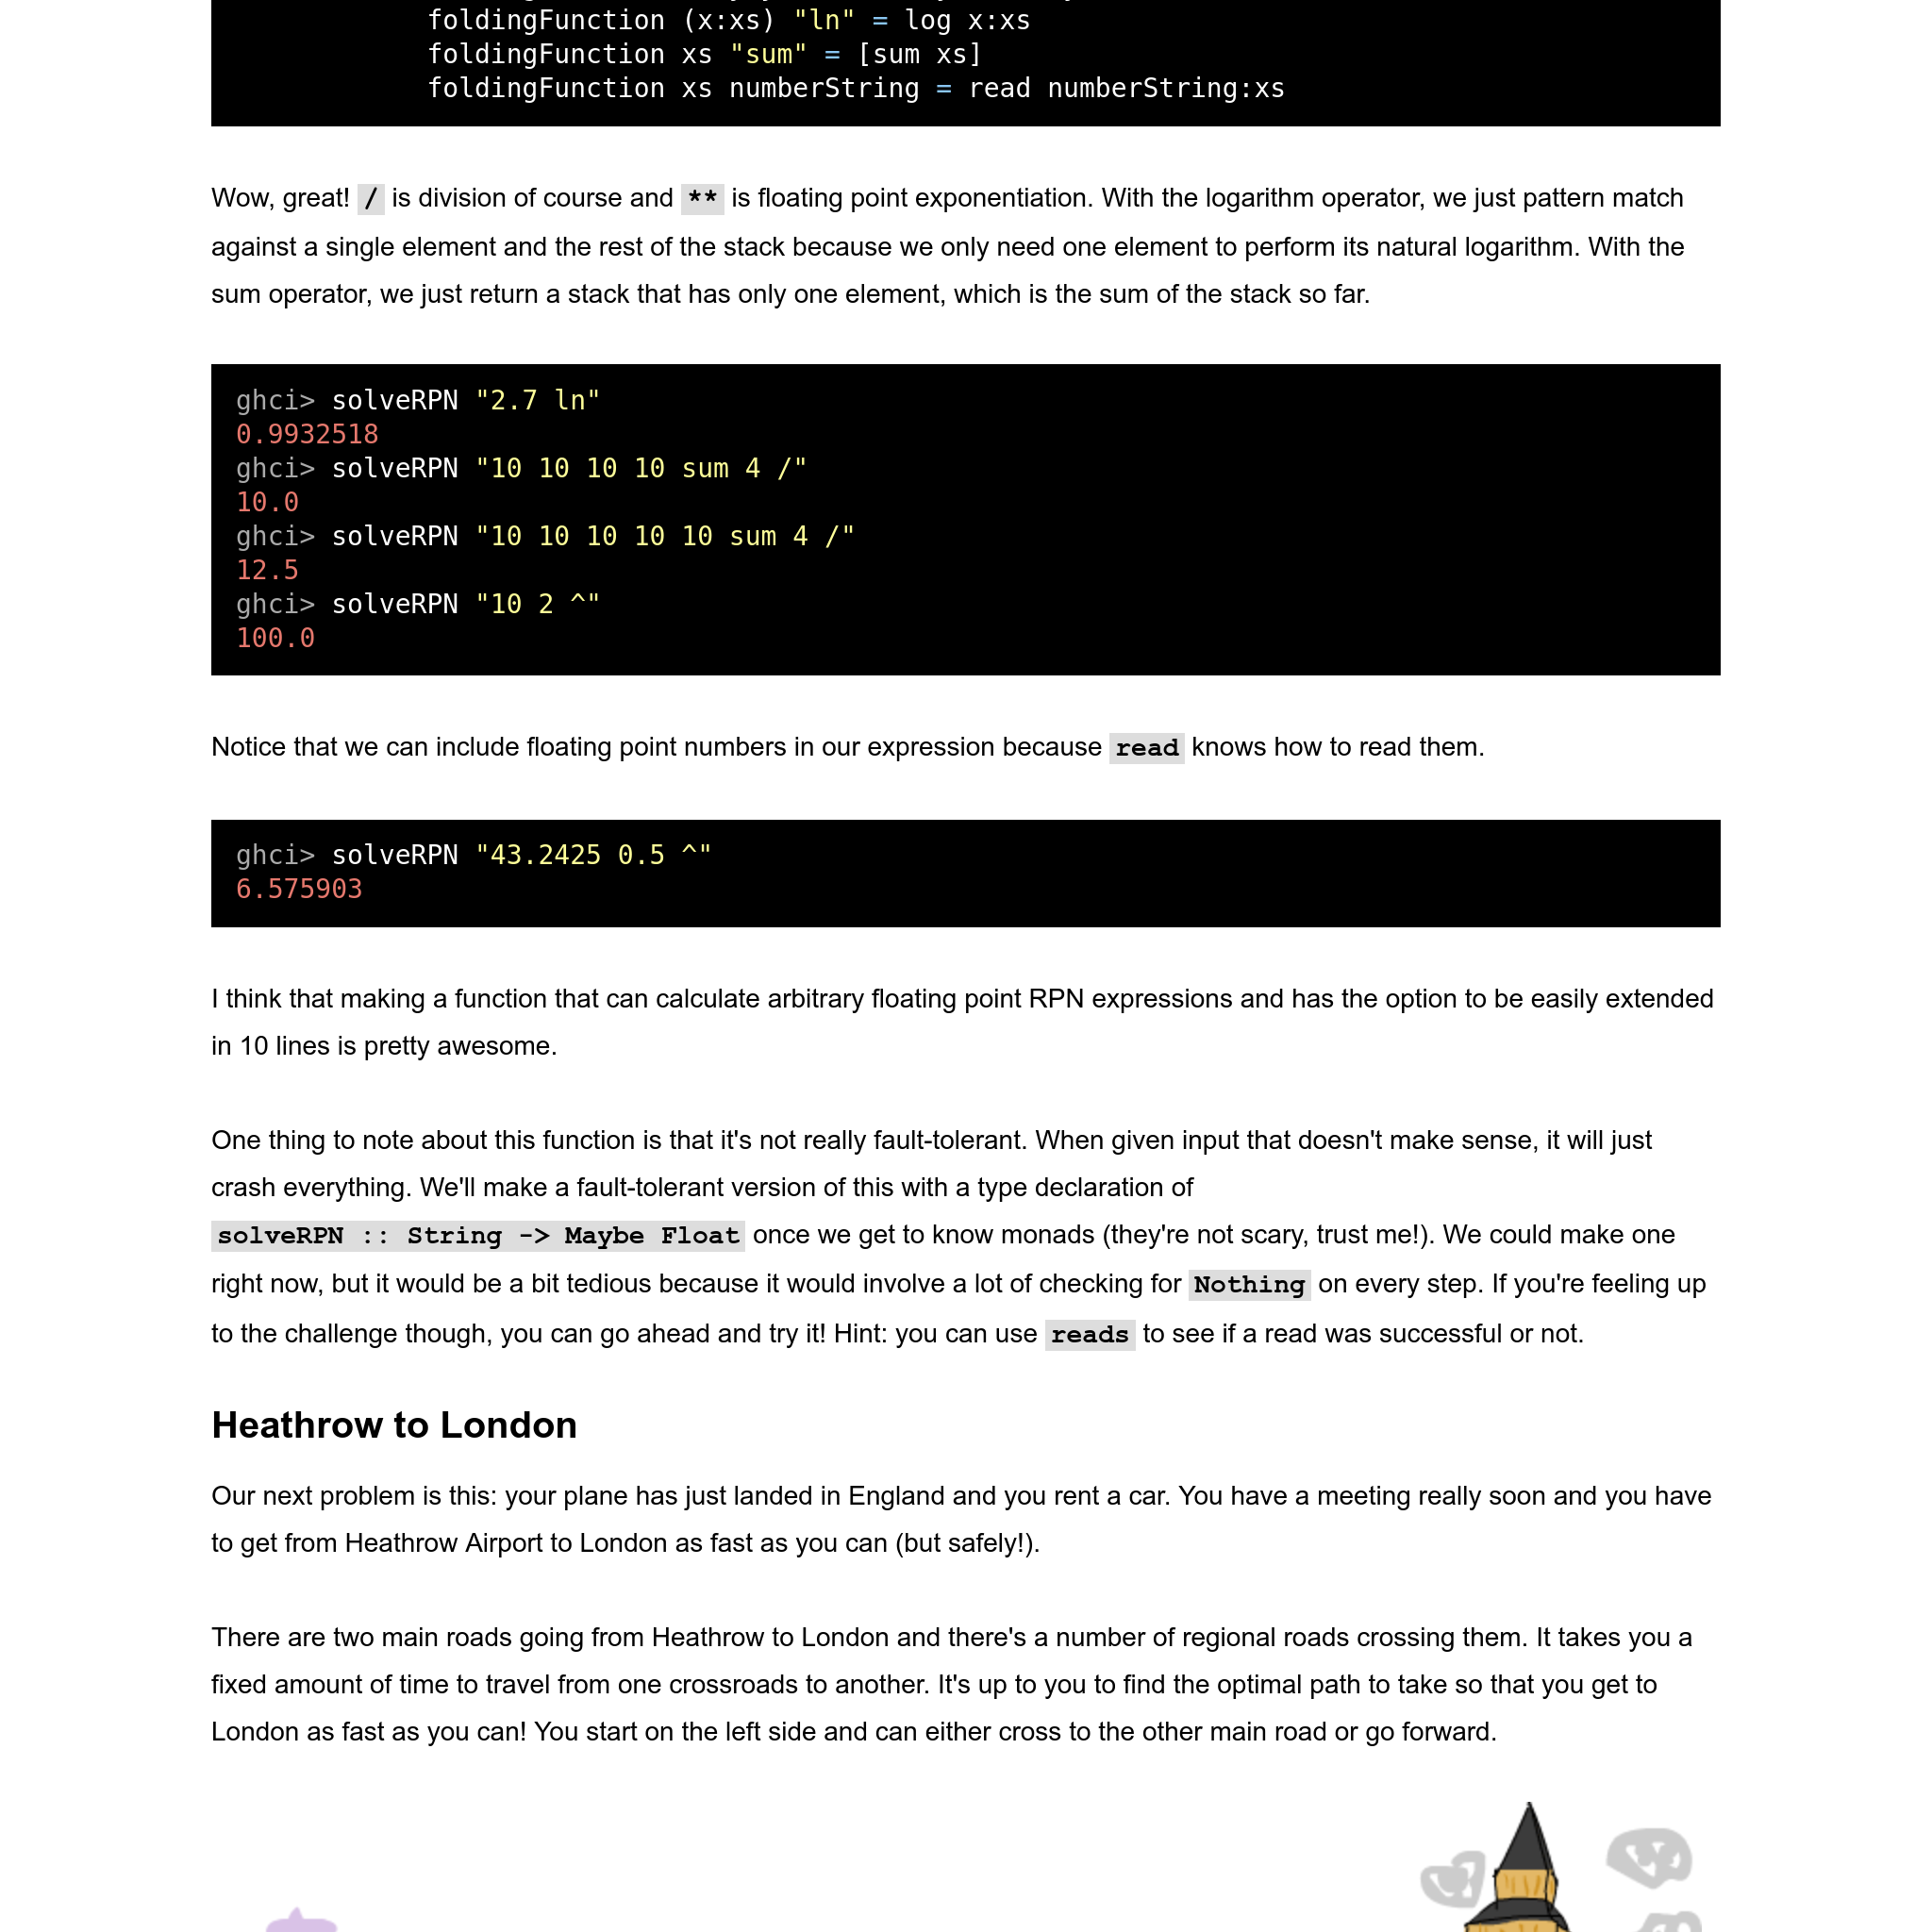 foldingFunction (x:xs) "ln" = log x:xs
foldingFunction xs "sum" = [sum xs]
foldingFunction xs numberString = read numberString:xs
Wow, great! / is division of course and ** is floating point exponentiation. With the logarithm operator, we just pattern match
against a single element and the rest of the stack because we only need one element to perform its natural logarithm. With the
sum operator, we just return a stack that has only one element, which is the sum of the stack so far.
ghci> solveRPN "2.7 ln"
0.9932518
ghci> solveRPN "10 10 10 10 sum 4 /"
10.0
ghci> solveRPN "10 10 10 10 10 sum 4 /"
12.5
ghci> solveRPN "10 2 ^"
100.0
Notice that we can include floating point numbers in our expression because read knows how to read them.
ghci> solveRPN "43.2425 0.5 ^"
6.575903
I think that making a function that can calculate arbitrary floating point RPN expressions and has the option to be easily extended
in 10 lines is pretty awesome.
One thing to note about this function is that it's not really fault-tolerant. When given input that doesn't make sense, it will just
crash everything. We'll make a fault-tolerant version of this with a type declaration of
solveRPN :: String -> Maybe Float once we get to know monads (they're not scary, trust me!). We could make one
right now, but it would be a bit tedious because it would involve a lot of checking for Nothing on every step. If you're feeling up
to the challenge though, you can go ahead and try it! Hint: you can use reads to see if a read was successful or not.
Heathrow to London
Our next problem is this: your plane has just landed in England and you rent a car. You have a meeting really soon and you have
to get from Heathrow Airport to London as fast as you can (but safely!).
There are two main roads going from Heathrow to London and there's a number of regional roads crossing them. It takes you a
fixed amount of time to travel from one crossroads to another. It's up to you to find the optimal path to take so that you get to
London as fast as you can! You start on the left side and can either cross to the other main road or go forward.